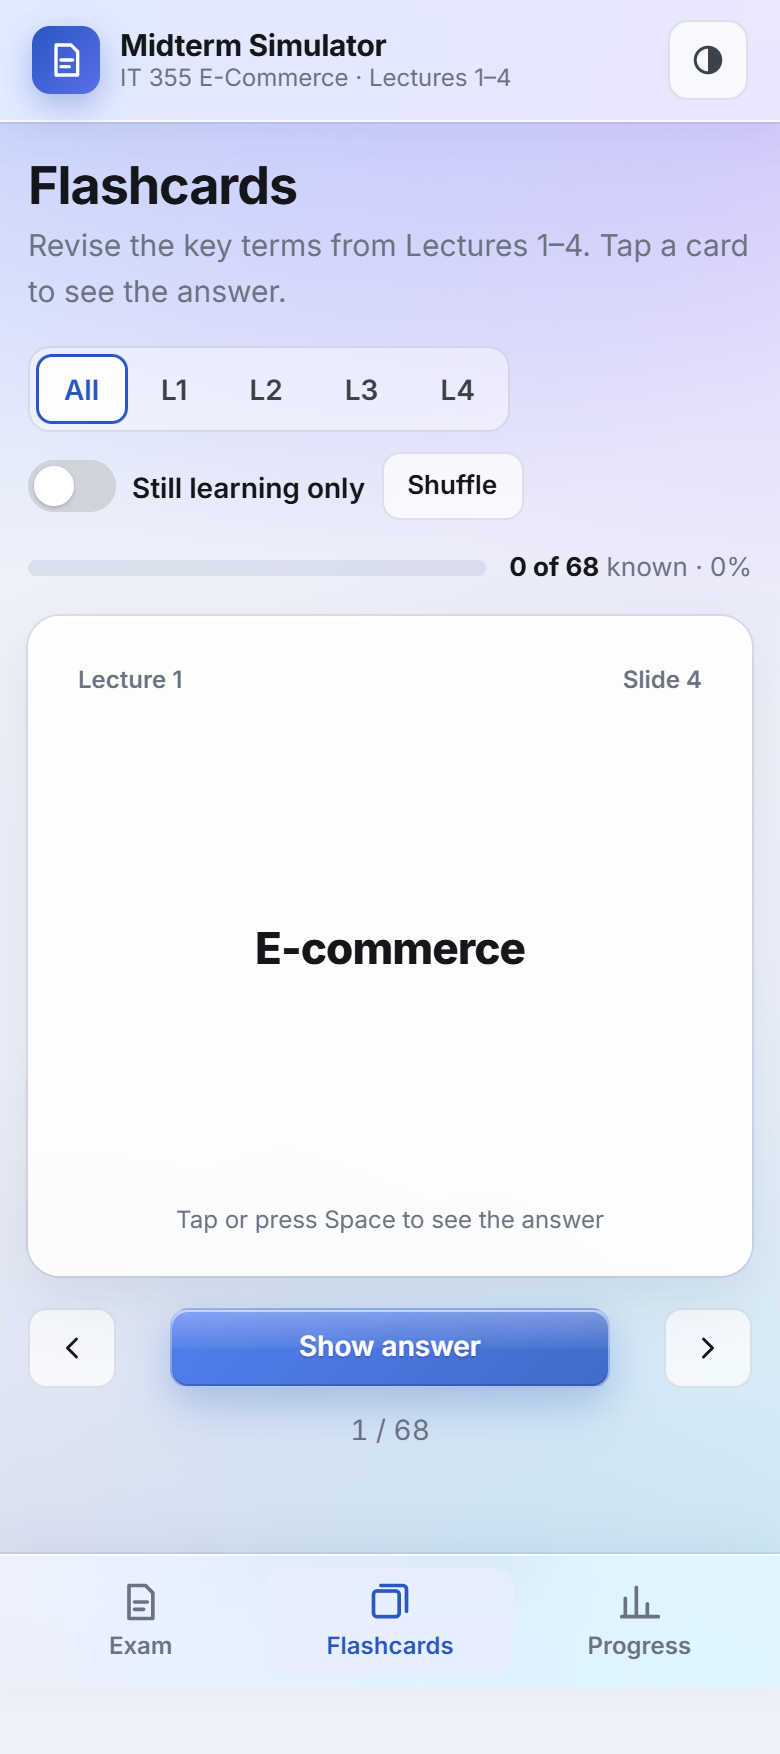 Midterm Simulator
IT 355 E-Commerce · Lectures 1–4
Flashcards
Revise the key terms from Lectures 1–4. Tap a card
to see the answer.
All L1 L2 L3 L4
Still learning only Shuffle
0 of 68 known · 0%
Lecture 1 Slide 4
E-commerce
Tap or press Space to see the answer
Show answer
1 / 68
Exam Flashcards Progress